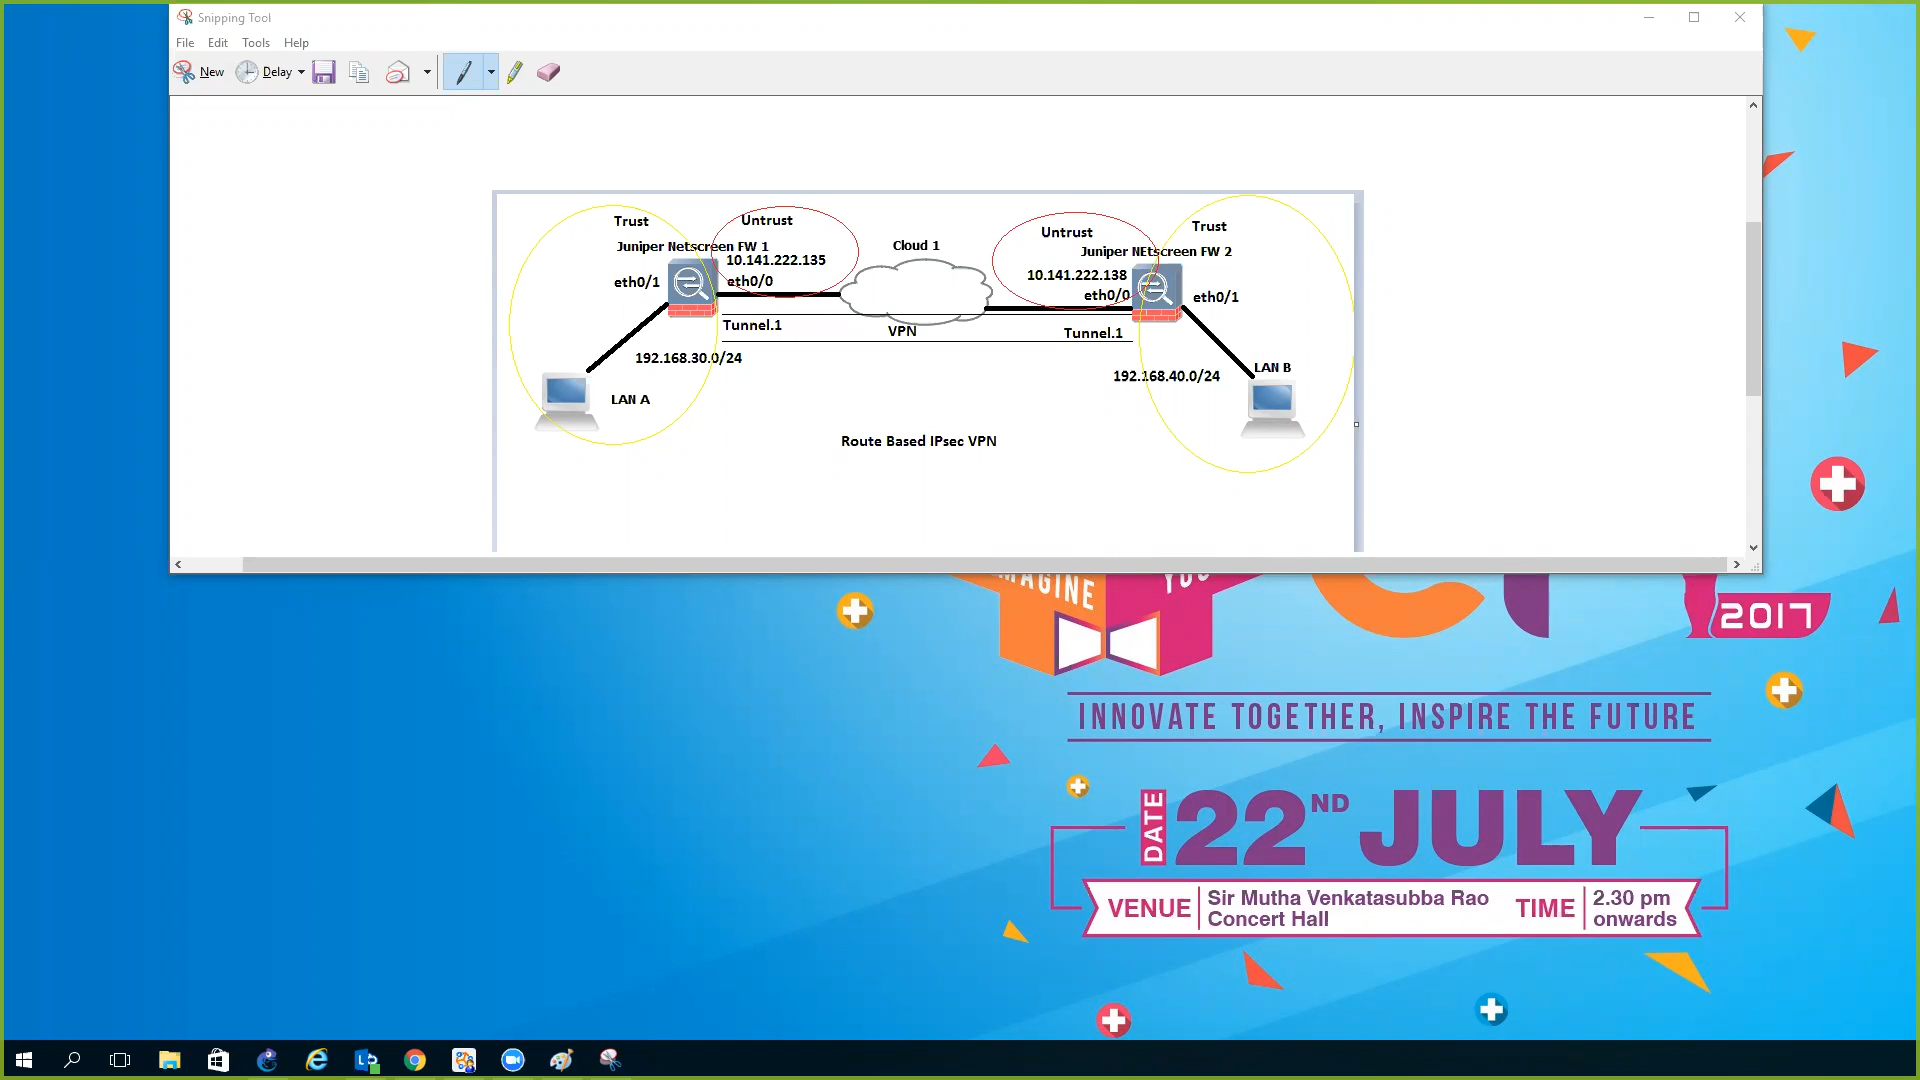 Snipping Tool
File Edit Tools Help
New Delay
Trust
Untrust
Juniper Netscreen FW 1
10.141.222.135
eth0/1
eth0/0
Cloud 1
Untrust
Trust
Juniper NEtscreen FW 2
10.141.222.138
eth0/0
eth0/1
Tunnel.1
VPN
Tunnel.1
192.168.30.0/24
LAN A
192.168.40.0/24
LAN B
Route Based IPsec VPN
2017
INNOVATE TOGETHER, INSPIRE THE FUTURE
DATE
22ND JULY
VENUE
Sir Mutha Venkatasubba Rao
Concert Hall
TIME
2.30 pm
onwards